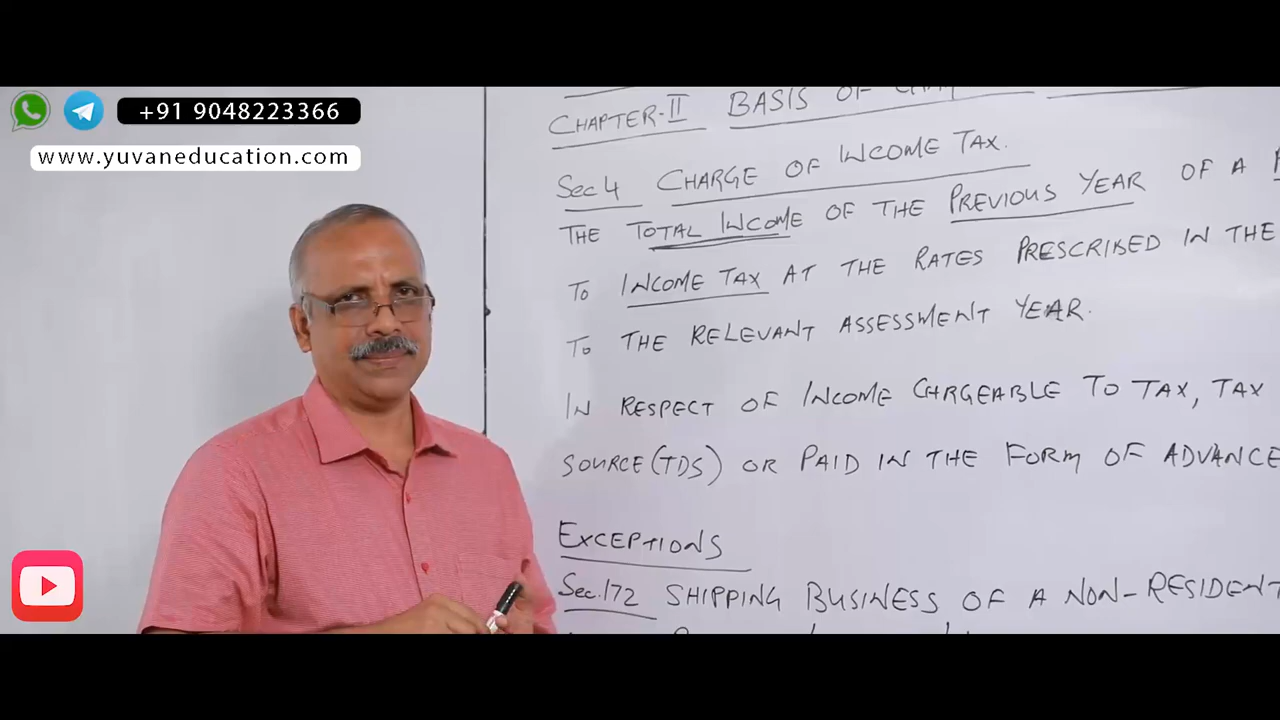 +91 9048223366
www.yuvaneducation.com
CHAPTER-II BASIS OF
Sec 4 CHARGE OF INCOME TAX.
THE TOTAL INCOME OF THE PREVIOUS YEAR OF A
TO INCOME TAX AT THE RATES PRESCRIBED IN THE
TO THE RELEVANT ASSESSMENT YEAR.
IN RESPECT OF INCOME CHRGEABLE TO TAX, TAX
SOURCE (TDS) OR PAID IN THE FORM OF ADVANCE
EXCEPTIONS
Sec.172 SHIPPING BUSINESS OF A NON-RESIDENT